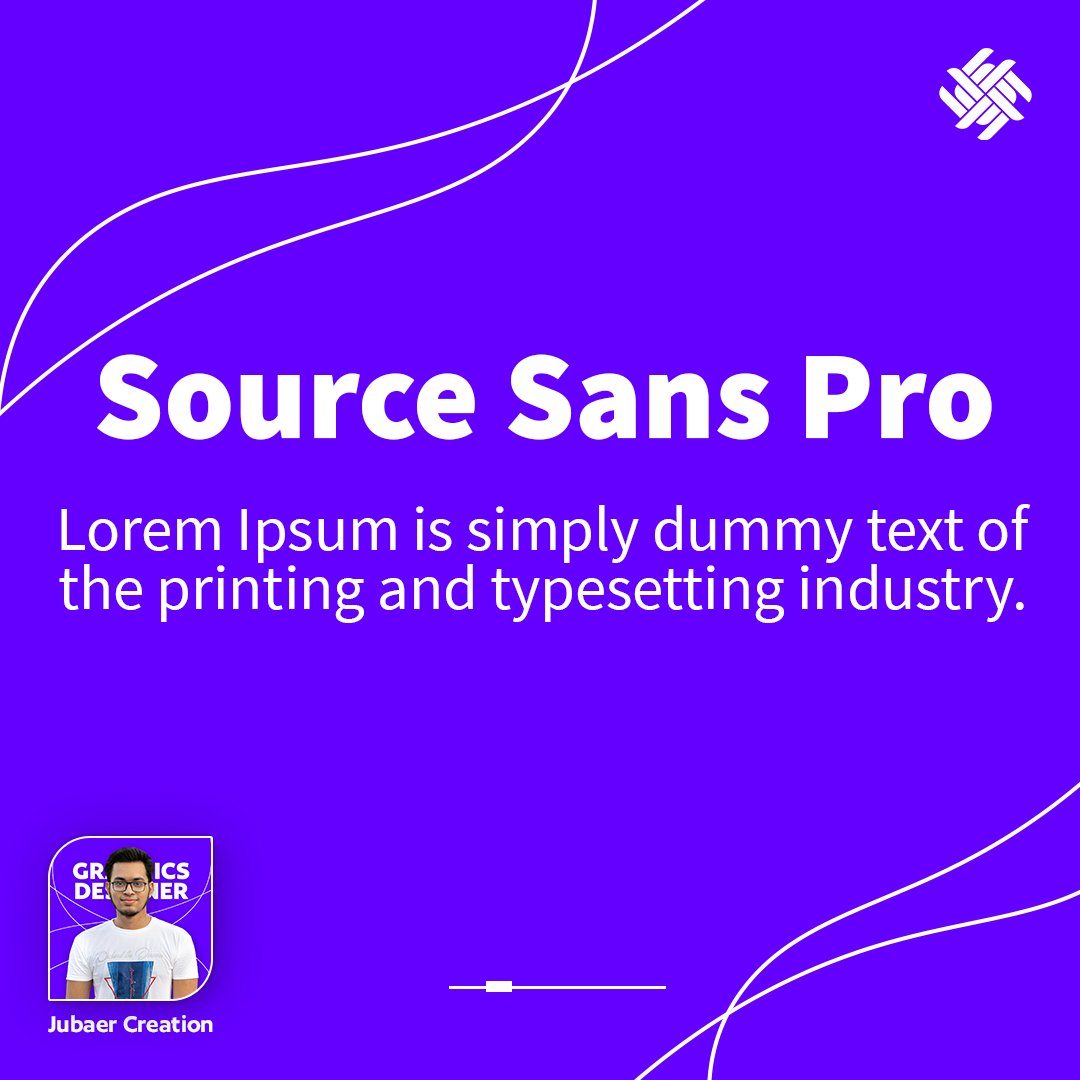 Source Sans Pro
Lorem Ipsum is simply dummy text of
the printing and typesetting industry.
Jubaer Creation